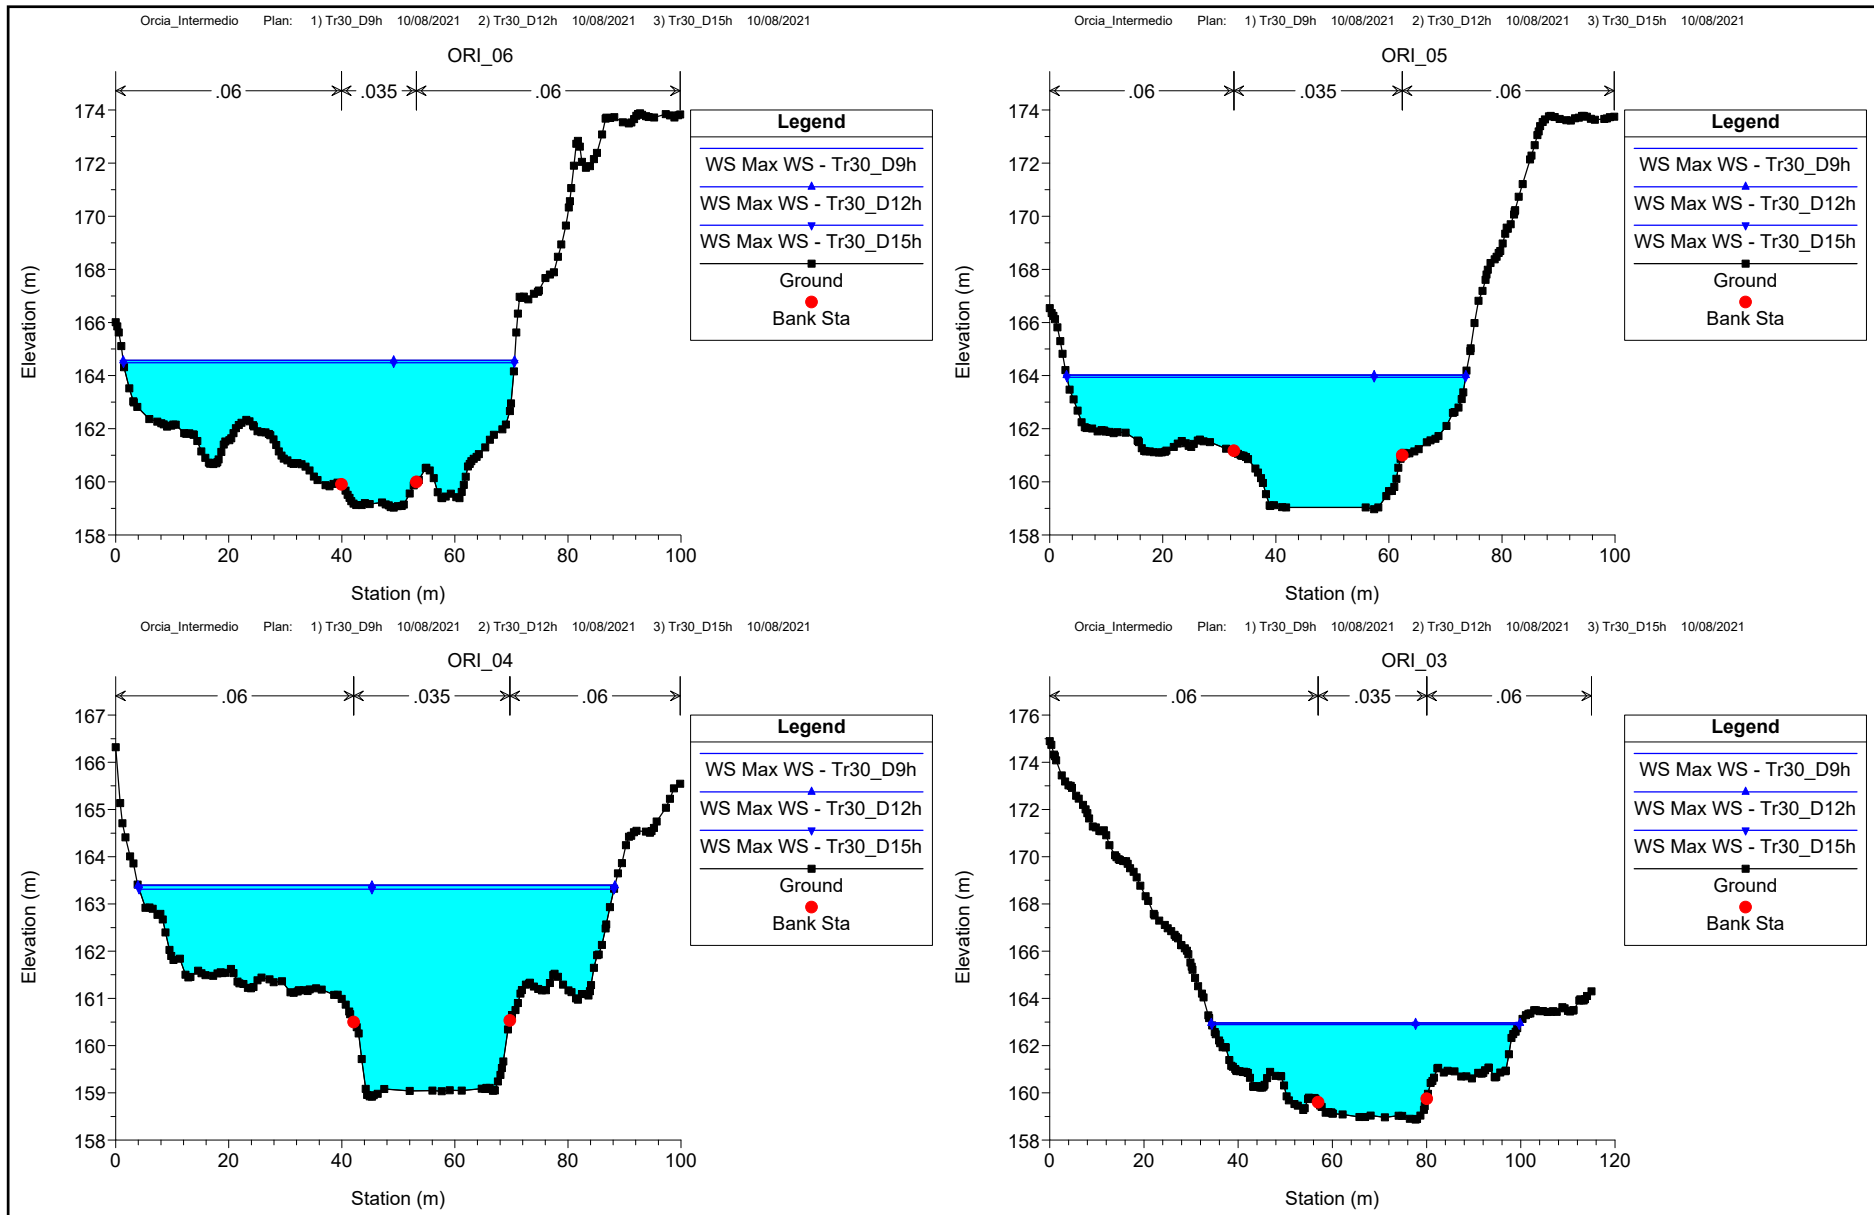 Orcia_Intermedio Plan: 1) Tr30_D9h 10/08/2021 2) Tr30_D12h 10/08/2021 3) Tr30_D15h 10/08/2021
ORI_06
.06 .035 .06
174
172
170
168
166
164
162
160
158
0 20 40 60 80 100
Elevation (m)
Station (m)
Legend
WS Max WS - Tr30_D9h
WS Max WS - Tr30_D12h
WS Max WS - Tr30_D15h
Ground
Bank Sta
Orcia_Intermedio Plan: 1) Tr30_D9h 10/08/2021 2) Tr30_D12h 10/08/2021 3) Tr30_D15h 10/08/2021
ORI_05
.06 .035 .06
174
172
170
168
166
164
162
160
158
0 20 40 60 80 100
Elevation (m)
Station (m)
Legend
WS Max WS - Tr30_D9h
WS Max WS - Tr30_D12h
WS Max WS - Tr30_D15h
Ground
Bank Sta
Orcia_Intermedio Plan: 1) Tr30_D9h 10/08/2021 2) Tr30_D12h 10/08/2021 3) Tr30_D15h 10/08/2021
ORI_04
.06 .035 .06
167
166
165
164
163
162
161
160
159
158
0 20 40 60 80 100
Elevation (m)
Station (m)
Legend
WS Max WS - Tr30_D9h
WS Max WS - Tr30_D12h
WS Max WS - Tr30_D15h
Ground
Bank Sta
Orcia_Intermedio Plan: 1) Tr30_D9h 10/08/2021 2) Tr30_D12h 10/08/2021 3) Tr30_D15h 10/08/2021
ORI_03
.06 .035 .06
176
174
172
170
168
166
164
162
160
158
0 20 40 60 80 100 120
Elevation (m)
Station (m)
Legend
WS Max WS - Tr30_D9h
WS Max WS - Tr30_D12h
WS Max WS - Tr30_D15h
Ground
Bank Sta